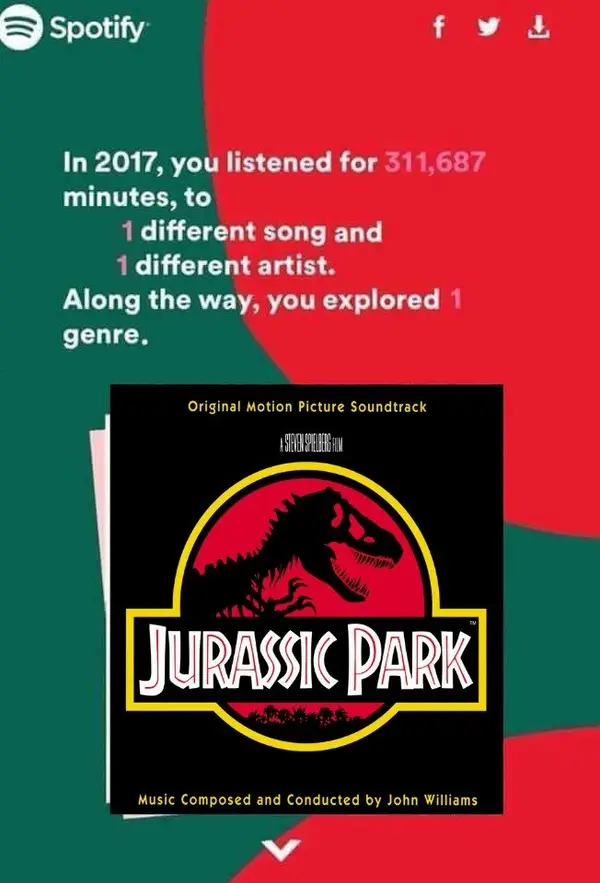 Spotify
In 2017, you listened for 311,687
minutes, to
1 different song and
1 different artist.
Along the way, you explored 1
genre.
Original Motion Picture Soundtrack
A STEVEN SPIELBERG FILM
JURASSIC PARK
™
Music Composed and Conducted by John Williams